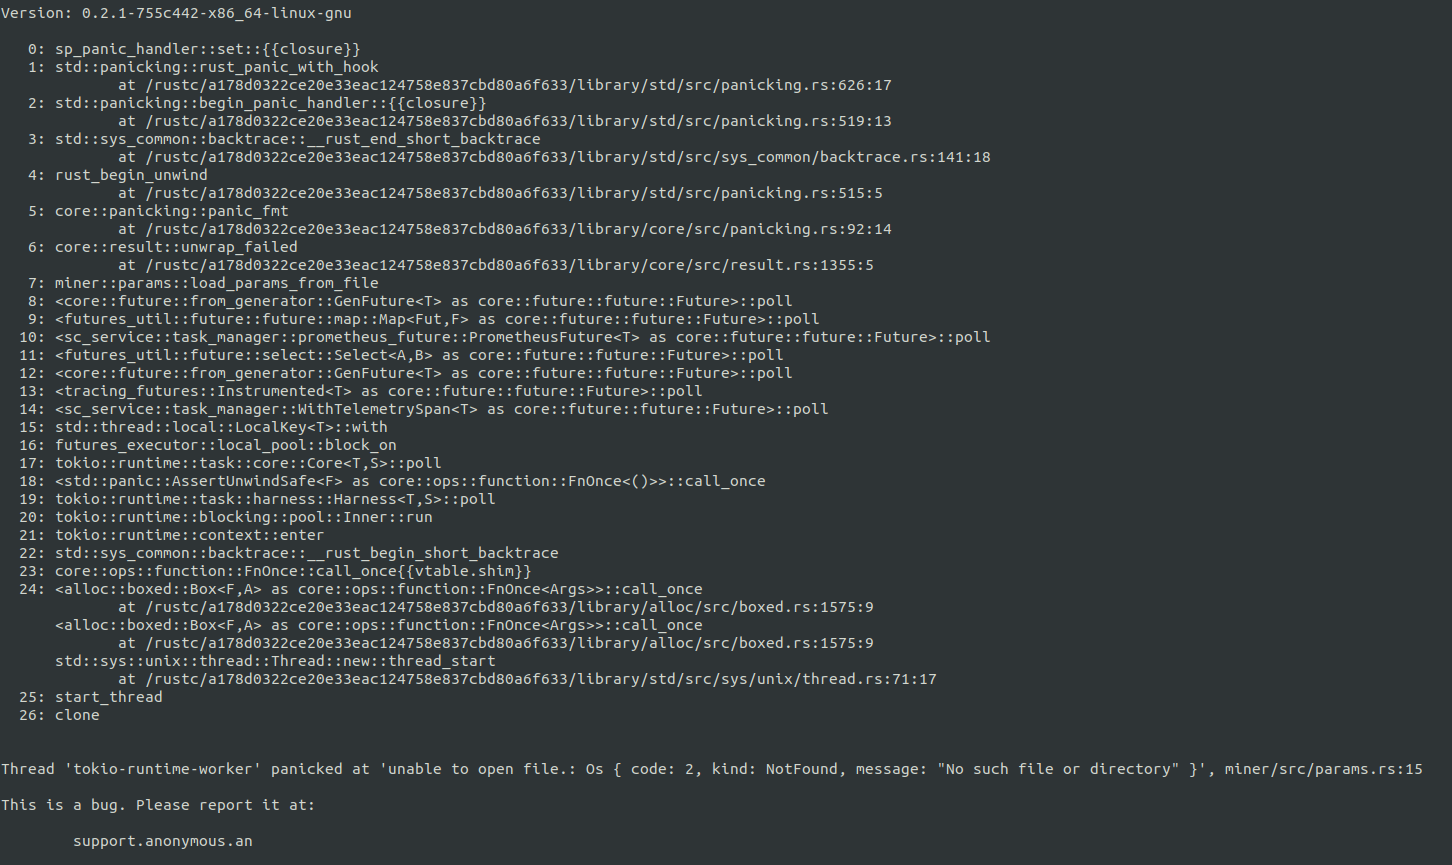 Version: 0.2.1-755c442-x86_64-linux-gnu
0: sp_panic_handler::set::{{closure}}
1: std::panicking::rust_panic_with_hook
at /rustc/a178d0322ce20e33eac124758e837cbd80a6f633/library/std/src/panicking.rs:626:17
2: std::panicking::begin_panic_handler::{{closure}}
at /rustc/a178d0322ce20e33eac124758e837cbd80a6f633/library/std/src/panicking.rs:519:13
3: std::sys_common::backtrace::__rust_end_short_backtrace
at /rustc/a178d0322ce20e33eac124758e837cbd80a6f633/library/std/src/sys_common/backtrace.rs:141:18
4: rust_begin_unwind
at /rustc/a178d0322ce20e33eac124758e837cbd80a6f633/library/std/src/panicking.rs:515:5
5: core::panicking::panic_fmt
at /rustc/a178d0322ce20e33eac124758e837cbd80a6f633/library/core/src/panicking.rs:92:14
6: core::result::unwrap_failed
at /rustc/a178d0322ce20e33eac124758e837cbd80a6f633/library/core/src/result.rs:1355:5
7: miner::params::load_params_from_file
8: <core::future::from_generator::GenFuture<T> as core::future::future::Future>::poll
9: <futures_util::future::future::map::Map<Fut,F> as core::future::future::Future>::poll
10: <sc_service::task_manager::prometheus_future::PrometheusFuture<T> as core::future::future::Future>::poll
11: <futures_util::future::select::Select<A,B> as core::future::future::Future>::poll
12: <core::future::from_generator::GenFuture<T> as core::future::future::Future>::poll
13: <tracing_futures::Instrumented<T> as core::future::future::Future>::poll
14: <sc_service::task_manager::WithTelemetrySpan<T> as core::future::future::Future>::poll
15: std::thread::local::LocalKey<T>::with
16: futures_executor::local_pool::block_on
17: tokio::runtime::task::core::Core<T,S>::poll
18: <std::panic::AssertUnwindSafe<F> as core::ops::function::FnOnce<()>>::call_once
19: tokio::runtime::task::harness::Harness<T,S>::poll
20: tokio::runtime::blocking::pool::Inner::run
21: tokio::runtime::context::enter
22: std::sys_common::backtrace::__rust_begin_short_backtrace
23: core::ops::function::FnOnce::call_once{{vtable.shim}}
24: <alloc::boxed::Box<F,A> as core::ops::function::FnOnce<Args>>::call_once
at /rustc/a178d0322ce20e33eac124758e837cbd80a6f633/library/alloc/src/boxed.rs:1575:9
<alloc::boxed::Box<F,A> as core::ops::function::FnOnce<Args>>::call_once
at /rustc/a178d0322ce20e33eac124758e837cbd80a6f633/library/alloc/src/boxed.rs:1575:9
std::sys::unix::thread::Thread::new::thread_start
at /rustc/a178d0322ce20e33eac124758e837cbd80a6f633/library/std/src/sys/unix/thread.rs:71:17
25: start_thread
26: clone
Thread 'tokio-runtime-worker' panicked at 'unable to open file.: Os { code: 2, kind: NotFound, message: "No such file or directory" }', miner/src/params.rs:15
This is a bug. Please report it at:
support.anonymous.an